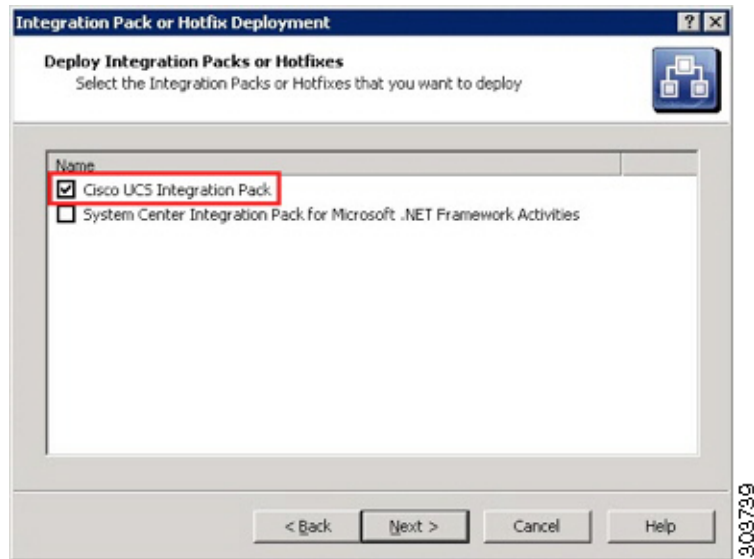 Integration Pack or Hotfix Deployment
Deploy Integration Packs or Hotfixes
Select the Integration Packs or Hotfixes that you want to deploy
Name
Cisco UCS Integration Pack
System Center Integration Pack for Microsoft .NET Framework Activities
< Back Next > Cancel Help
303739